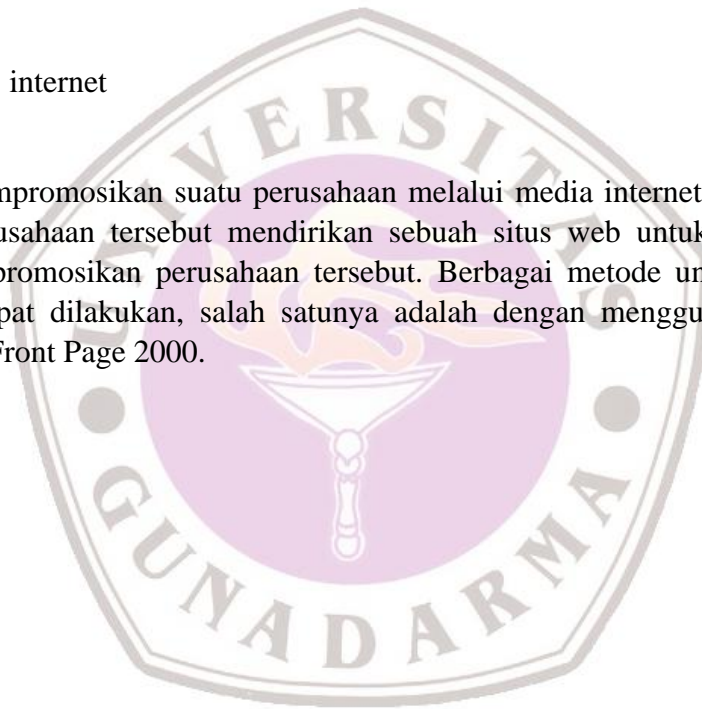 internet
mpromosikan suatu perusahaan melalui media internet
usahaan tersebut mendirikan sebuah situs web untuk
promosikan perusahaan tersebut. Berbagai metode un
pat dilakukan, salah satunya adalah dengan menggu
Front Page 2000.
UNIVERSITAS
GUNADARMA